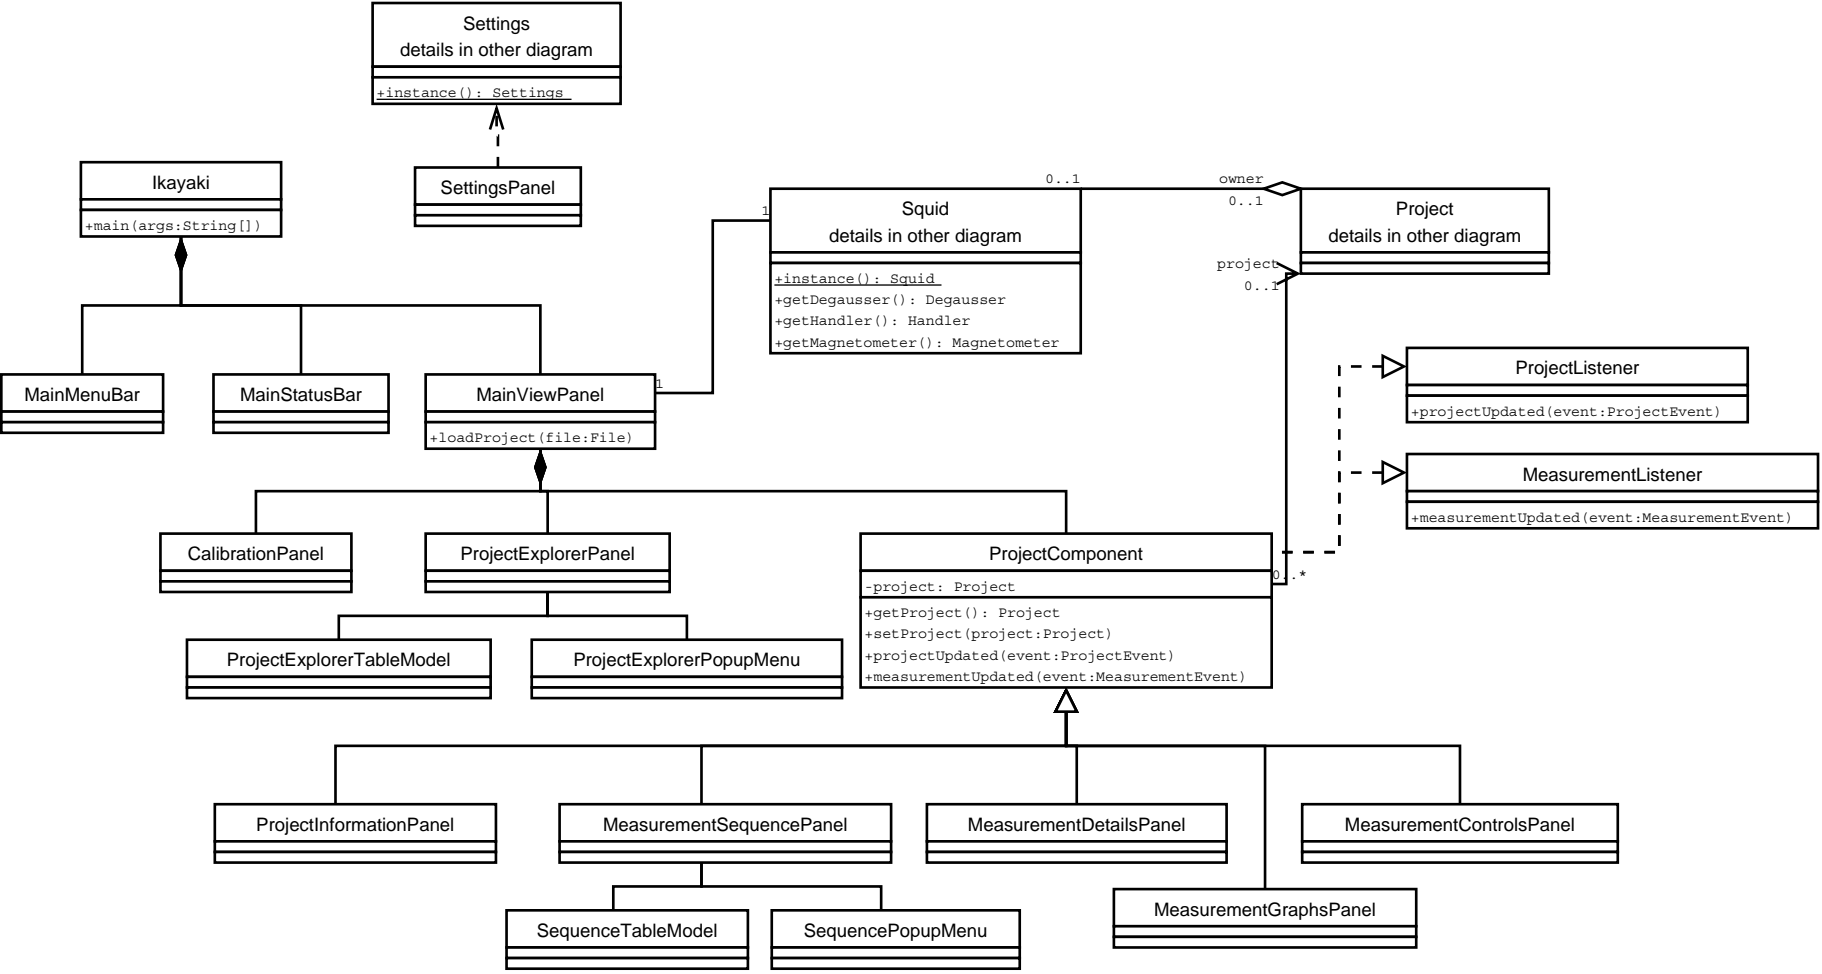 Settings
details in other diagram
+instance(): Settings
Ikayaki
+main(args:String[])
SettingsPanel
0..1
owner
0..1
1
Squid
details in other diagram
+instance(): Squid
+getDegausser(): Degausser
+getHandler(): Handler
+getMagnetometer(): Magnetometer
Project
details in other diagram
project
0..1
ProjectListener
+projectUpdated(event:ProjectEvent)
MainMenuBar
MainStatusBar
MainViewPanel
+loadProject(file:File)
1
MeasurementListener
+measurementUpdated(event:MeasurementEvent)
CalibrationPanel
ProjectExplorerPanel
ProjectComponent
-project: Project
+getProject(): Project
+setProject(project:Project)
+projectUpdated(event:ProjectEvent)
+measurementUpdated(event:MeasurementEvent)
0..*
ProjectExplorerTableModel
ProjectExplorerPopupMenu
ProjectInformationPanel
MeasurementSequencePanel
MeasurementDetailsPanel
MeasurementControlsPanel
MeasurementGraphsPanel
SequenceTableModel
SequencePopupMenu